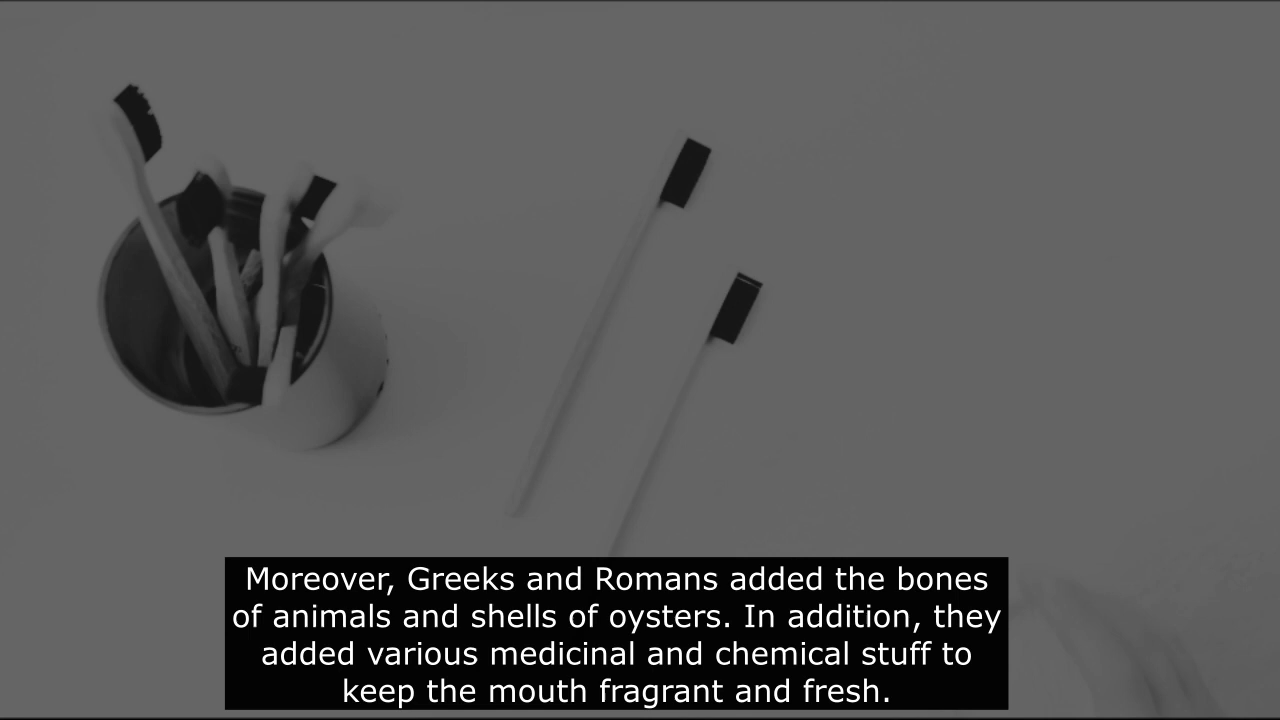 Moreover, Greeks and Romans added the bones
of animals and shells of oysters. In addition, they
added various medicinal and chemical stuff to
keep the mouth fragrant and fresh.